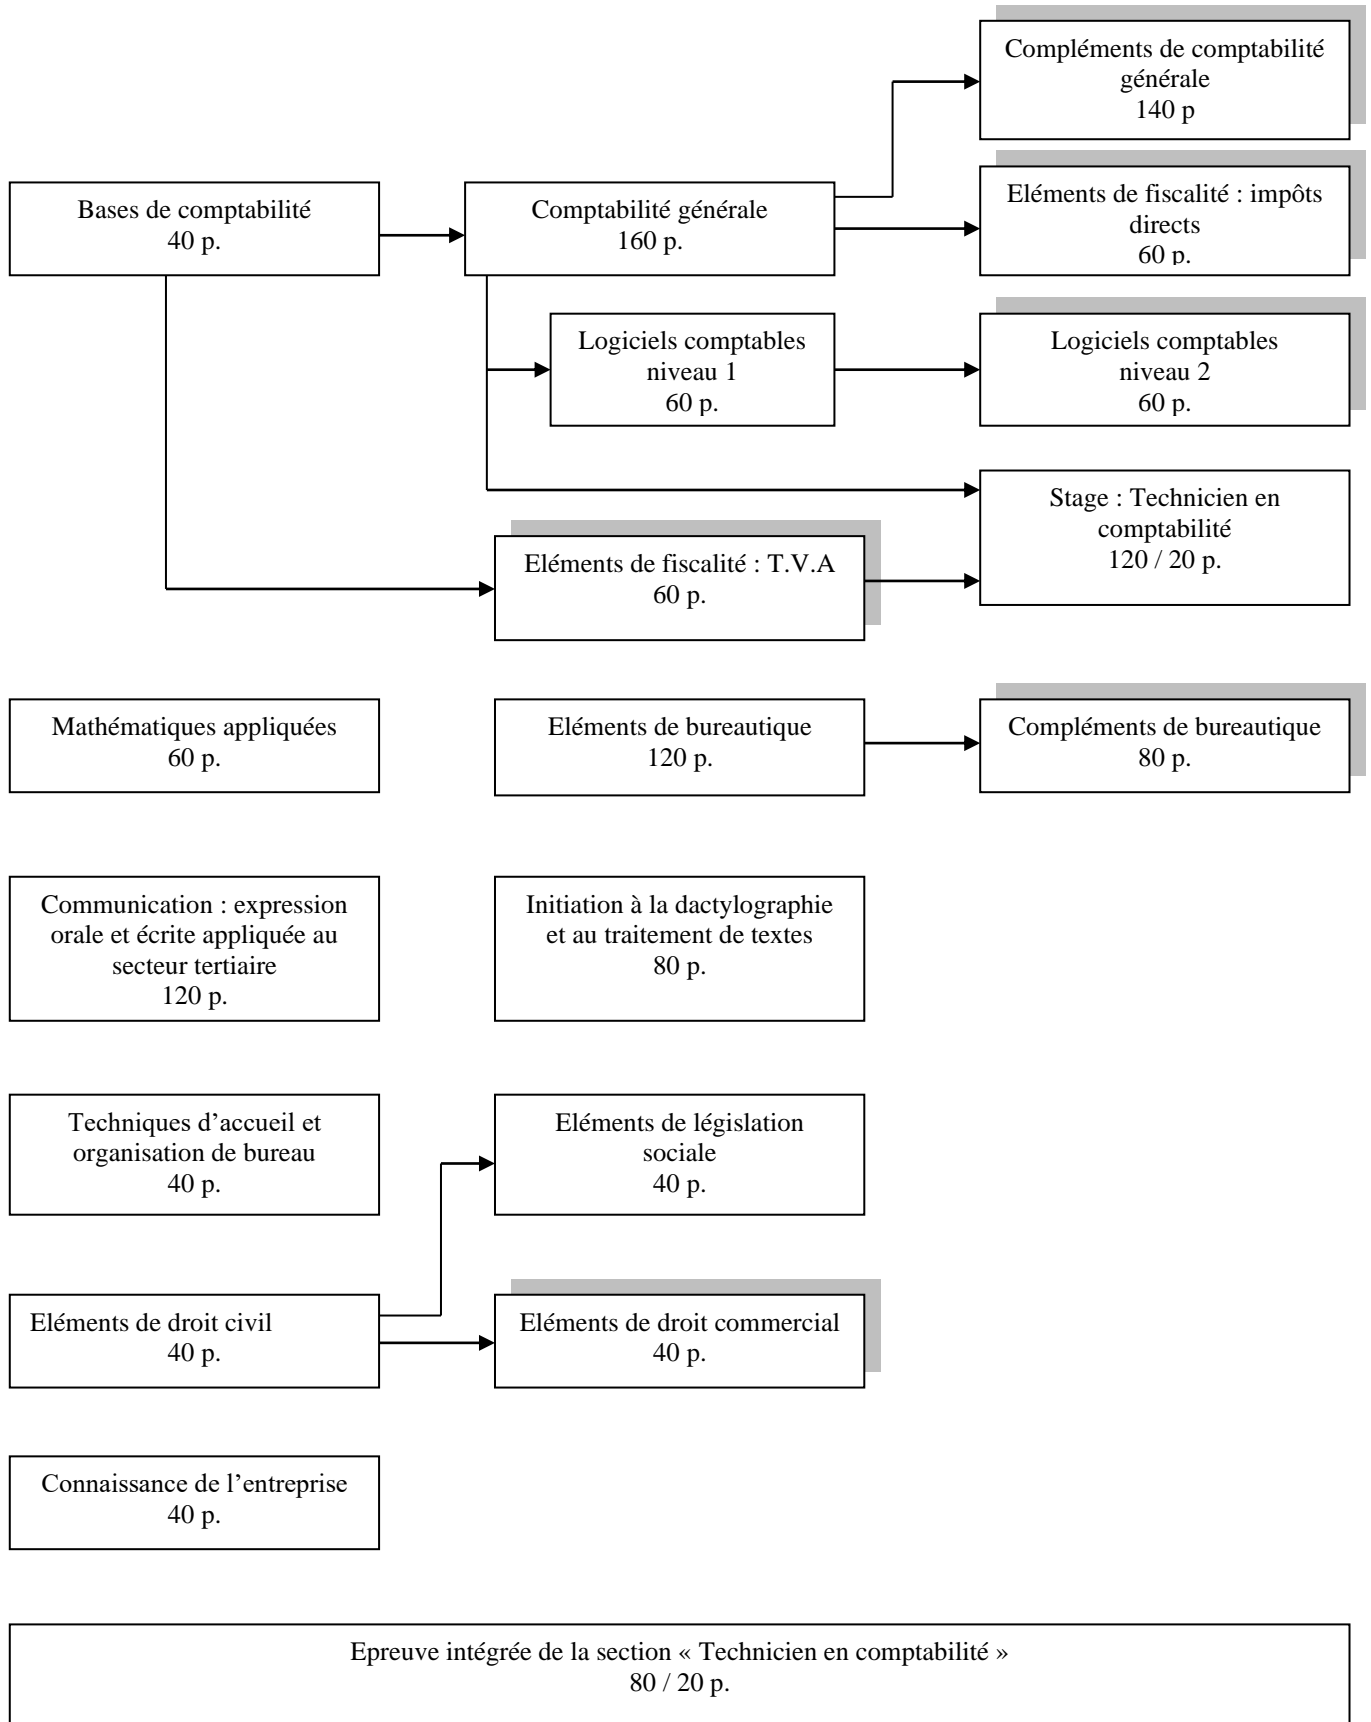 Compléments de comptabilité
générale
140 p
Bases de comptabilité
40 p.
Comptabilité générale
160 p.
Eléments de fiscalité : impôts
directs
60 p.
Logiciels comptables
niveau 1
60 p.
Logiciels comptables
niveau 2
60 p.
Stage : Technicien en
comptabilité
120 / 20 p.
Eléments de fiscalité : T.V.A
60 p.
Mathématiques appliquées
60 p.
Eléments de bureautique
120 p.
Compléments de bureautique
80 p.
Communication : expression
orale et écrite appliquée au
secteur tertiaire
120 p.
Initiation à la dactylographie
et au traitement de textes
80 p.
Techniques d’accueil et
organisation de bureau
40 p.
Eléments de législation
sociale
40 p.
Eléments de droit civil
40 p.
Eléments de droit commercial
40 p.
Connaissance de l’entreprise
40 p.
Epreuve intégrée de la section « Technicien en comptabilité »
80 / 20 p.